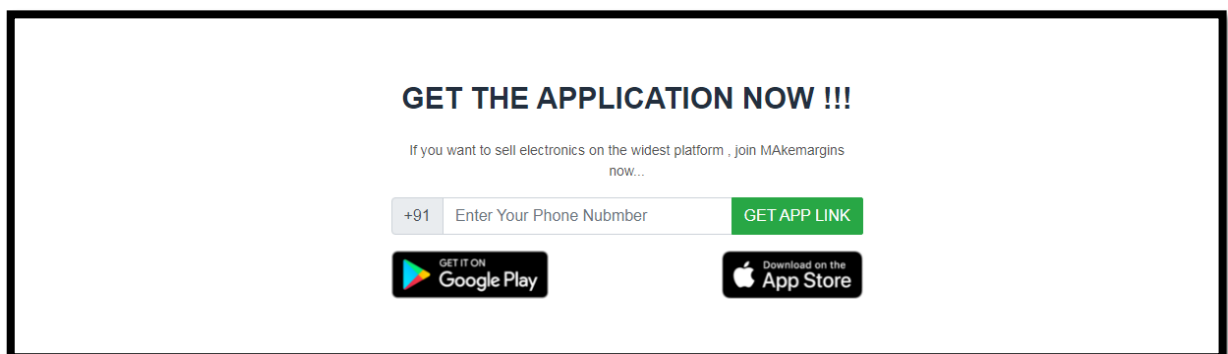 GET THE APPLICATION NOW !!!
If you want to sell electronics on the widest platform , join MAkemargins
now...
+91 Enter Your Phone Nubmber GET APP LINK
GET IT ON
Google Play
Download on the
App Store